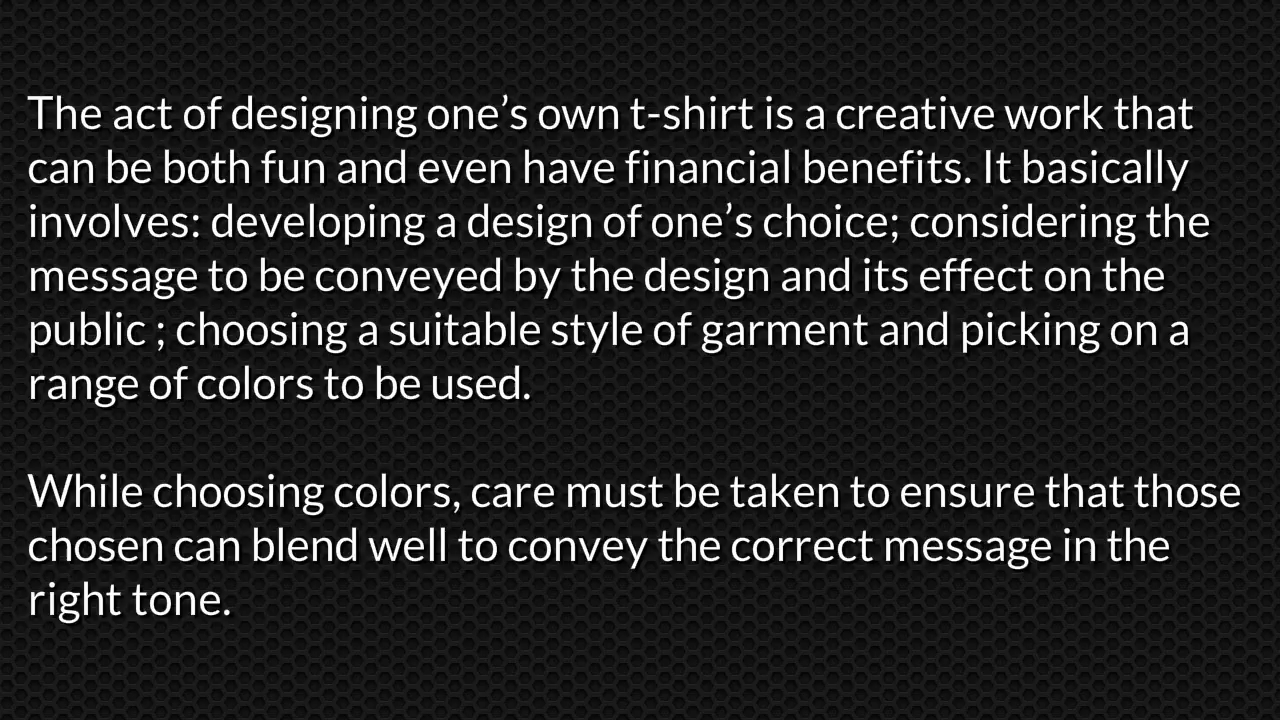 The act of designing one’s own t-shirt is a creative work that
can be both fun and even have financial benefits. It basically
involves: developing a design of one’s choice; considering the
message to be conveyed by the design and its effect on the
public ; choosing a suitable style of garment and picking on a
range of colors to be used.
While choosing colors, care must be taken to ensure that those
chosen can blend well to convey the correct message in the
right tone.